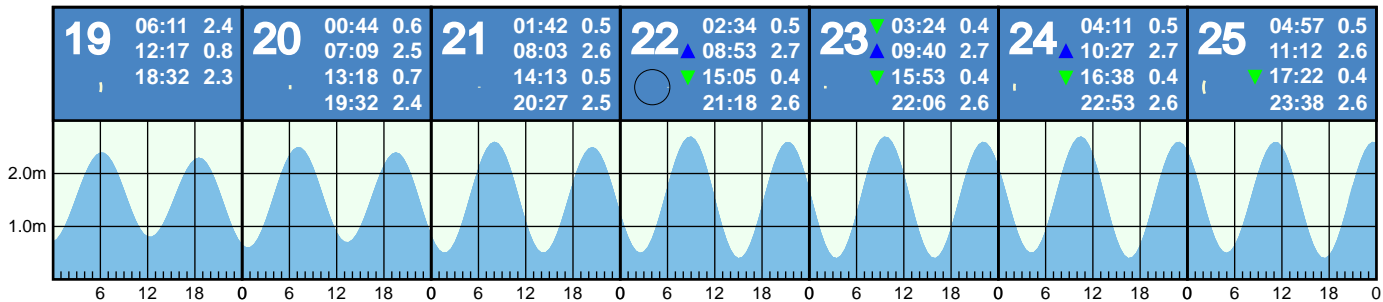 19 06:11 2.4
12:17 0.8
18:32 2.3
20 00:44 0.6
07:09 2.5
13:18 0.7
19:32 2.4
21 01:42 0.5
08:03 2.6
14:13 0.5
20:27 2.5
22 02:34 0.5
▲ 08:53 2.7
▼ 15:05 0.4
21:18 2.6
23 ▼ 03:24 0.4
▲ 09:40 2.7
▼ 15:53 0.4
22:06 2.6
24 04:11 0.5
▲ 10:27 2.7
▼ 16:38 0.4
22:53 2.6
25 04:57 0.5
11:12 2.6
▼ 17:22 0.4
23:38 2.6
2.0m
1.0m
6 12 18 0 6 12 18 0 6 12 18 0 6 12 18 0 6 12 18 0 6 12 18 0 6 12 18 0